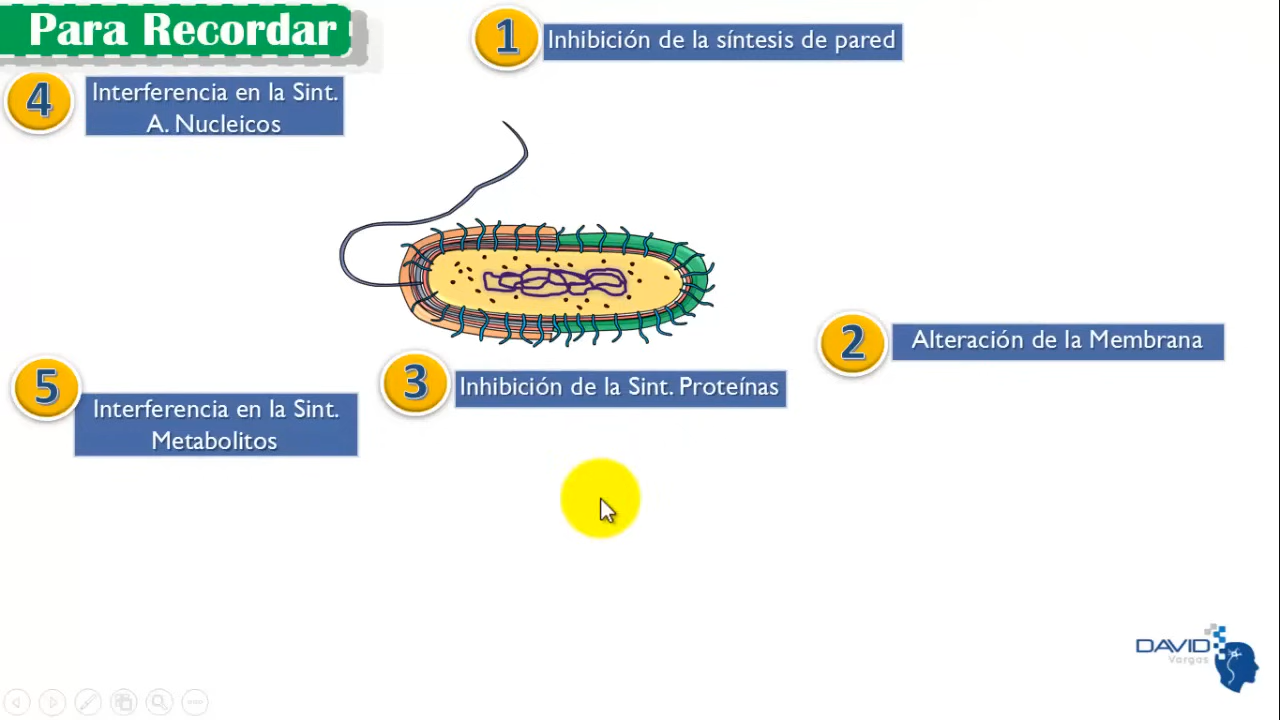 Para Recordar
1
Inhibición de la síntesis de pared
4
Interferencia en la Sint.
A. Nucleicos
2
Alteración de la Membrana
5
Interferencia en la Sint.
Metabolitos
3
Inhibición de la Sint. Proteínas
DAVID
Vargas